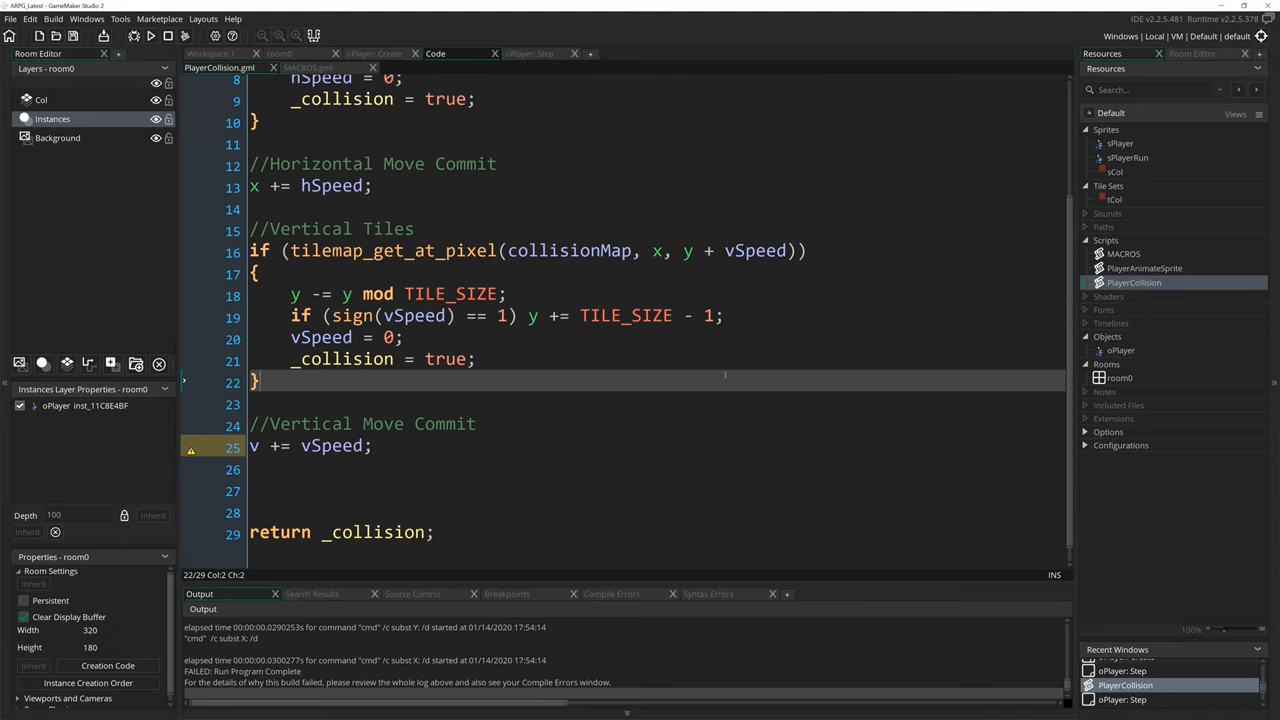 ARPG_Latest - GameMaker Studio 2
File Edit Build Windows Tools Marketplace Layouts Help
IDE v2.2.5.481 Runtime v2.2.5.378
Windows | Local | VM | Default | default
Room Editor
Workspace 1
room0
oPlayer: Create
Code
oPlayer: Step
Resources
Room Editor
Layers - room0
PlayerCollision.gml
MACROS.gml
Resources
Col
Instances
Background
Search...
Default
Views
Sprites
sPlayer
sPlayerRun
sCol
Tile Sets
tCol
Sounds
Paths
Scripts
MACROS
PlayerAnimateSprite
PlayerCollision
Shaders
Fonts
Timelines
Objects
oPlayer
Rooms
room0
Notes
Included Files
Extensions
Options
Configurations
8 hSpeed = 0;
9 _collision = true;
10 }
11
12 //Horizontal Move Commit
13 x += hSpeed;
14
15 //Vertical Tiles
16 if (tilemap_get_at_pixel(collisionMap, x, y + vSpeed))
17 {
18 y -= y mod TILE_SIZE;
19 if (sign(vSpeed) == 1) y += TILE_SIZE - 1;
20 vSpeed = 0;
21 _collision = true;
22 }
23
24 //Vertical Move Commit
25 v += vSpeed;
26
27
28
29 return _collision;
22/29 Col:2 Ch:2
INS
Instances Layer Properties - room0
oPlayer inst_11C8E4BF
Depth 100 Inherit
Inherit
Properties - room0
Room Settings
Inherit
Persistent
Clear Display Buffer
Width 320
Height 180
Inherit Creation Code
Instance Creation Order
Viewports and Cameras
Output
Search Results
Source Control
Breakpoints
Compile Errors
Syntax Errors
Output
elapsed time 00:00:00.0290253s for command "cmd" /c subst Y: /d started at 01/14/2020 17:54:14
"cmd" /c subst X: /d
elapsed time 00:00:00.0300277s for command "cmd" /c subst X: /d started at 01/14/2020 17:54:14
FAILED: Run Program Complete
For the details of why this build failed, please review the whole log above and also see your Compile Errors window.
100%
Recent Windows
oPlayer: Create
oPlayer: Step
PlayerCollision
oPlayer: Step